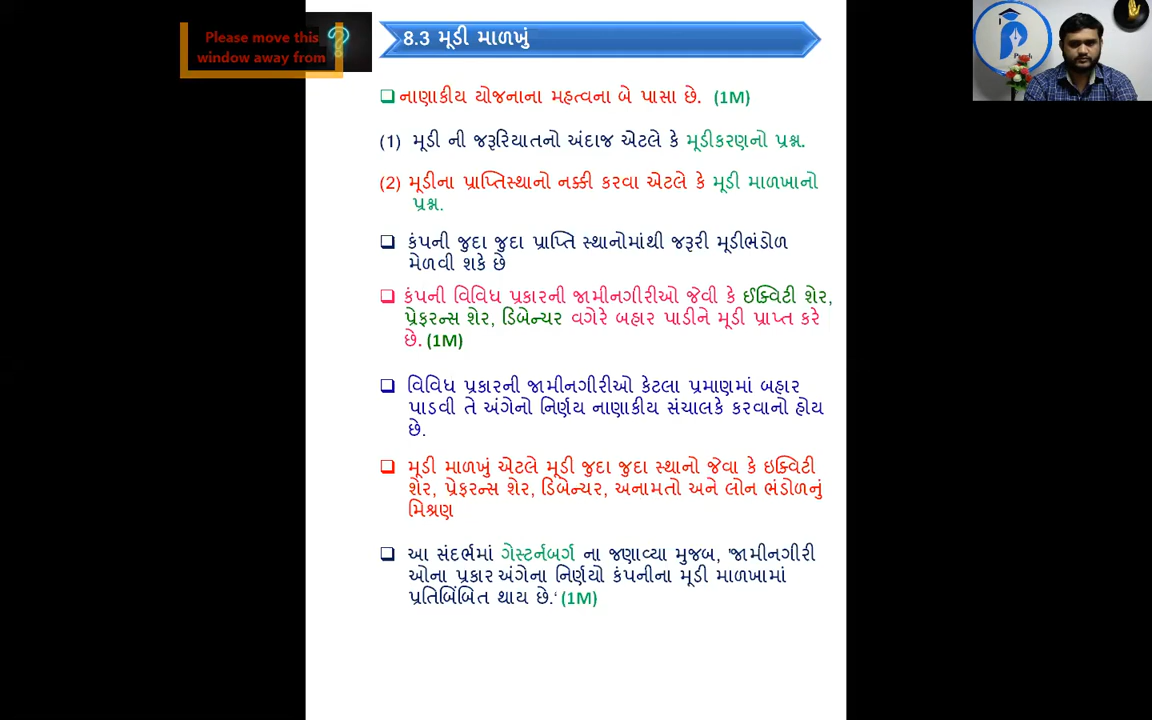 Please move this
window away from
8.3 મૂડી માળખું
નાણાકીય યોજનાના મહત્વના બે પાસા છે. (1M)
(1) મૂડી ની જરૂરિયાતનો અંદાજ એટલે કે મૂડીકરણનો પ્રશ્ન.
(2) મૂડીના પ્રાપ્તિસ્થાનો નક્કી કરવા એટલે કે મૂડી માળખાનો
પ્રશ્ન.
કંપની જુદા જુદા પ્રાપ્તિ સ્થાનોમાંથી જરૂરી મૂડીભંડોળ
મેળવી શકે છે
કંપની વિવિધ પ્રકારની જામીનગીરીઓ જેવી કે ઈક્વિટી શેર,
પ્રેફરન્સ શેર, ડિબેન્ચર વગેરે બહાર પાડીને મૂડી પ્રાપ્ત કરે
છે. (1M)
વિવિધ પ્રકારની જામીનગીરીઓ કેટલા પ્રમાણમાં બહાર
પાડવી તે અંગેનો નિર્ણય નાણાકીય સંચાલકે કરવાનો હોય
છે.
મૂડી માળખું એટલે મૂડી જુદા જુદા સ્થાનો જેવા કે ઇક્વિટી
શેર, પ્રેફરન્સ શેર, ડિબેન્ચર, અનામતો અને લોન ભંડોળનું
મિશ્રણ
આ સંદર્ભમાં ગેસ્ટર્નબર્ગ ના જણાવ્યા મુજબ, 'જામીનગીરી
ઓના પ્રકાર અંગેના નિર્ણયો કંપનીના મૂડી માળખામાં
પ્રતિબિંબિત થાય છે.‘ (1M)